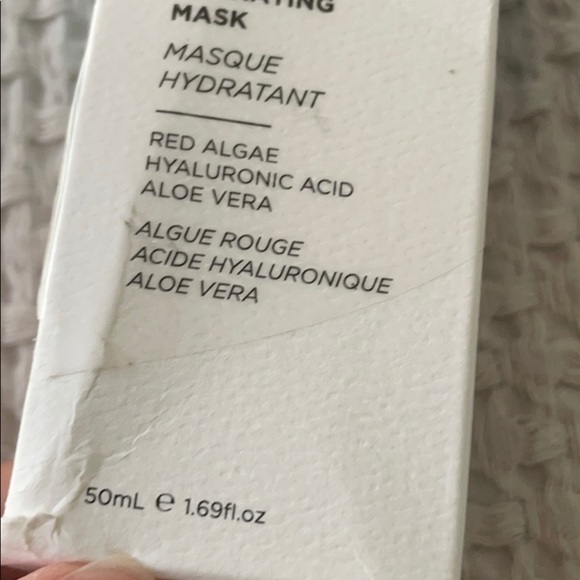 MASK
MASQUE
HYDRATANT
RED ALGAE
HYALURONIC ACID
ALOE VERA
ALGUE ROUGE
ACIDE HYALURONIQUE
ALOE VERA
50mL ℮ 1.69fl.oz